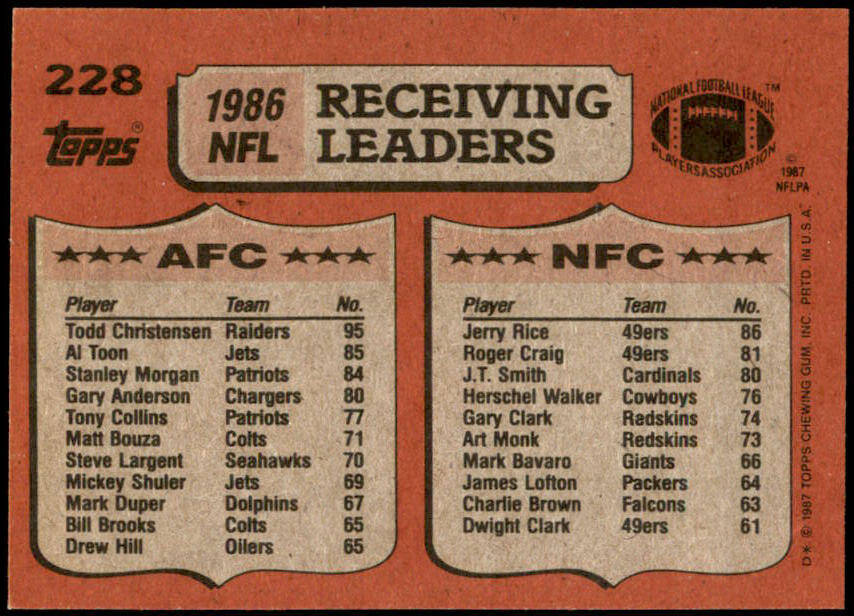 228
topps®
1986 NFL
RECEIVING LEADERS
NATIONAL FOOTBALL LEAGUE ™
PLAYERS ASSOCIATION
© 1987 NFLPA
★★★ AFC ★★★
Player Team No.
Todd Christensen Raiders 95
Al Toon Jets 85
Stanley Morgan Patriots 84
Gary Anderson Chargers 80
Tony Collins Patriots 77
Matt Bouza Colts 71
Steve Largent Seahawks 70
Mickey Shuler Jets 69
Mark Duper Dolphins 67
Bill Brooks Colts 65
Drew Hill Oilers 65
★★★ NFC ★★★
Player Team No.
Jerry Rice 49ers 86
Roger Craig 49ers 81
J.T. Smith Cardinals 80
Herschel Walker Cowboys 76
Gary Clark Redskins 74
Art Monk Redskins 73
Mark Bavaro Giants 66
James Lofton Packers 64
Charlie Brown Falcons 63
Dwight Clark 49ers 61
D* © 1987 TOPPS CHEWING GUM, INC. PRTD. IN U.S.A.